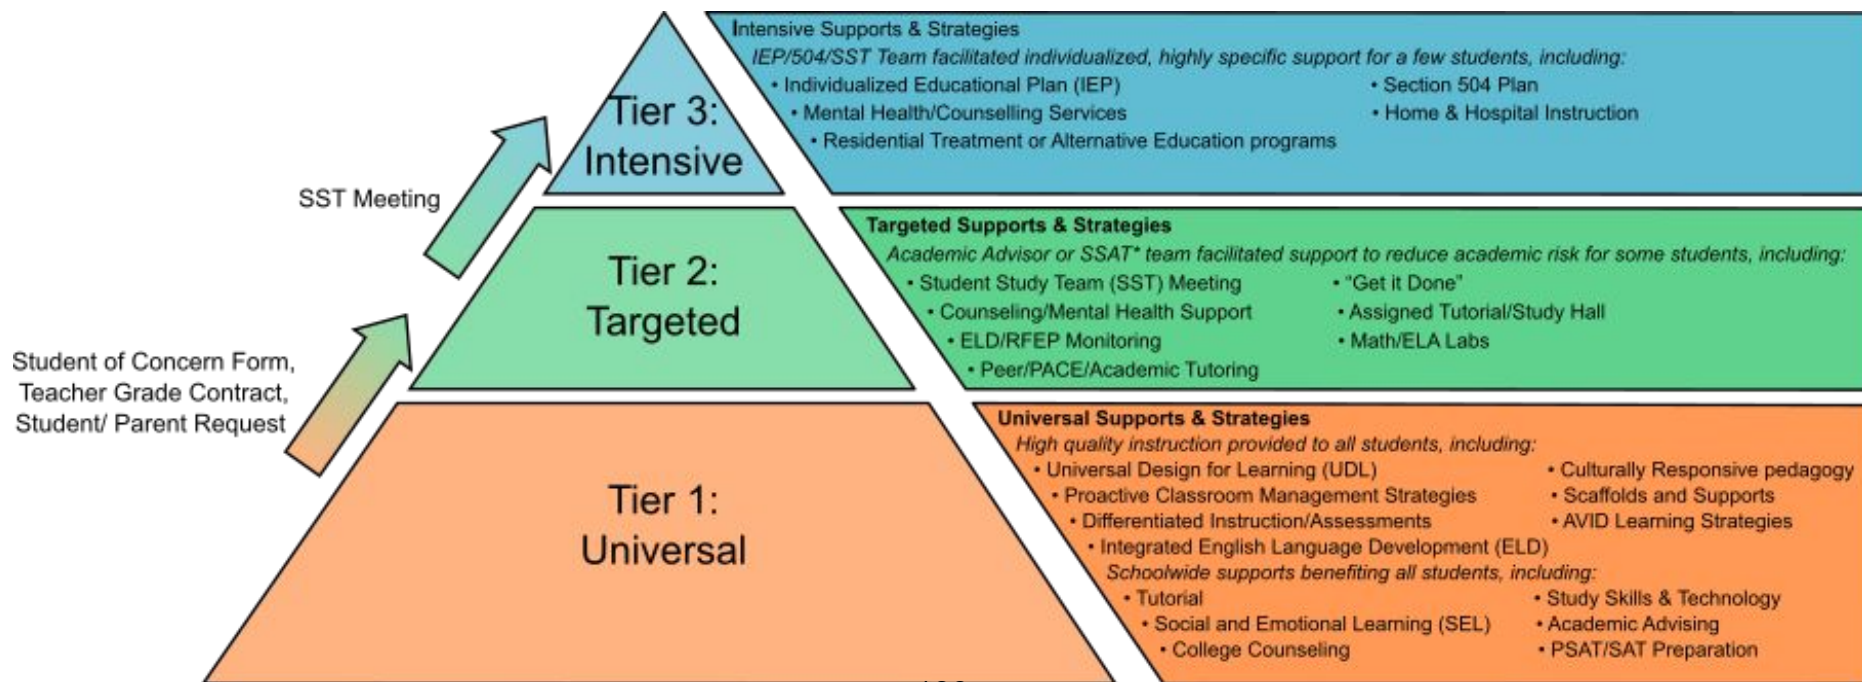 Tier 3:
Intensive
SST Meeting
Tier 2:
Targeted
Student of Concern Form,
Teacher Grade Contract,
Student/ Parent Request
Tier 1:
Universal
Intensive Supports & Strategies
IEP/504/SST Team facilitated individualized, highly specific support for a few students, including:
• Individualized Educational Plan (IEP)
• Section 504 Plan
• Mental Health/Counselling Services
• Home & Hospital Instruction
• Residential Treatment or Alternative Education programs
Targeted Supports & Strategies
Academic Advisor or SSAT* team facilitated support to reduce academic risk for some students, including:
• Student Study Team (SST) Meeting
• “Get it Done”
• Counseling/Mental Health Support
• Assigned Tutorial/Study Hall
• ELD/RFEP Monitoring
• Math/ELA Labs
• Peer/PACE/Academic Tutoring
Universal Supports & Strategies
High quality instruction provided to all students, including:
• Universal Design for Learning (UDL)
• Culturally Responsive pedagogy
• Proactive Classroom Management Strategies
• Scaffolds and Supports
• Differentiated Instruction/Assessments
• AVID Learning Strategies
• Integrated English Language Development (ELD)
Schoolwide supports benefiting all students, including:
• Tutorial
• Study Skills & Technology
• Social and Emotional Learning (SEL)
• Academic Advising
• College Counseling
• PSAT/SAT Preparation